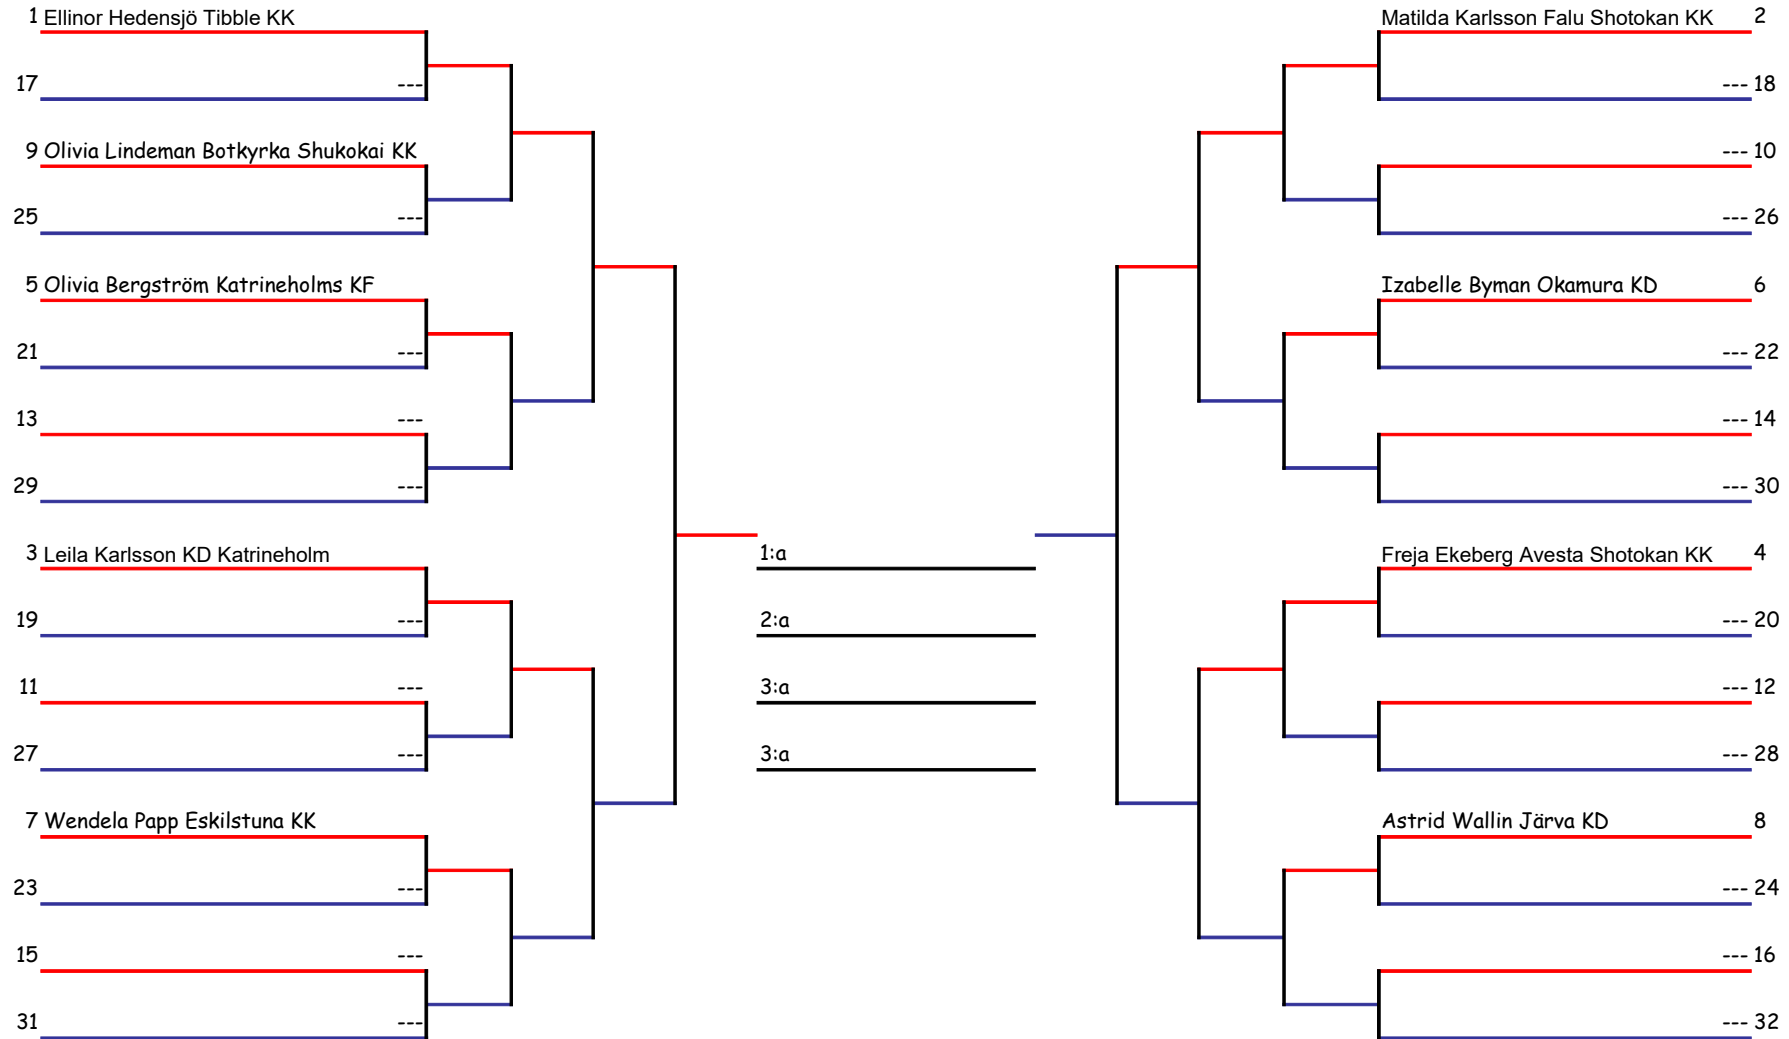 1 Ellinor Hedensjö Tibble KK
17 ---
9 Olivia Lindeman Botkyrka Shukokai KK
25 ---
5 Olivia Bergström Katrineholms KF
21 ---
13 ---
29 ---
3 Leila Karlsson KD Katrineholm
19 ---
11 ---
27 ---
7 Wendela Papp Eskilstuna KK
23 ---
15 ---
31 ---
1:a
2:a
3:a
3:a
Matilda Karlsson Falu Shotokan KK 2
--- 18
--- 10
--- 26
Izabelle Byman Okamura KD 6
--- 22
--- 14
--- 30
Freja Ekeberg Avesta Shotokan KK 4
--- 20
--- 12
--- 28
Astrid Wallin Järva KD 8
--- 24
--- 16
--- 32